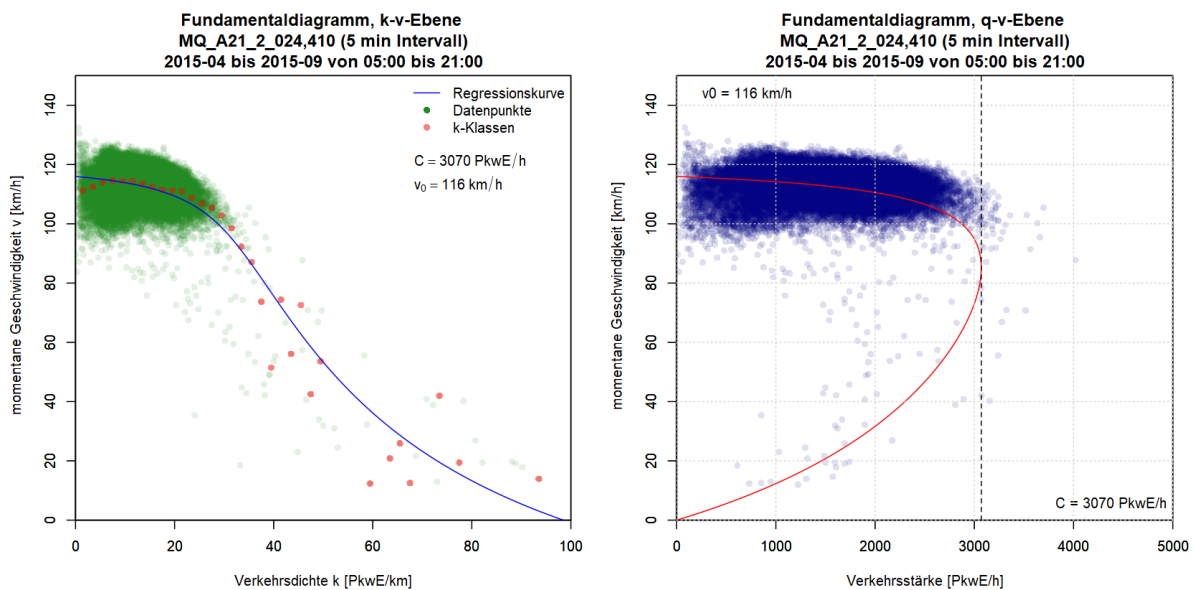 Fundamentaldiagramm, k-v-Ebene
MQ_A21_2_024,410 (5 min Intervall)
2015-04 bis 2015-09 von 05:00 bis 21:00
Regressionskurve
Datenpunkte
k-Klassen
C = 3070 PkwE/h
v0 = 116 km/h
momentane Geschwindigkeit v [km/h]
140
120
100
80
60
40
20
0
0 20 40 60 80 100
Verkehrsdichte k [PkwE/km]
Fundamentaldiagramm, q-v-Ebene
MQ_A21_2_024,410 (5 min Intervall)
2015-04 bis 2015-09 von 05:00 bis 21:00
v0 = 116 km/h
momentane Geschwindigkeit [km/h]
140
120
100
80
60
40
20
0
C = 3070 PkwE/h
0 1000 2000 3000 4000 5000
Verkehrsstärke [PkwE/h]